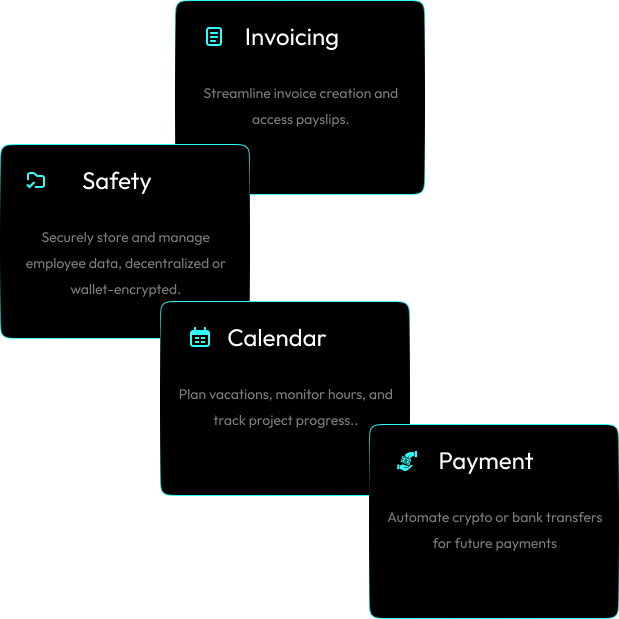 Invoicing
Streamline invoice creation and
access payslips.
Safety
Securely store and manage
employee data, decentralized or
wallet-encrypted.
Calendar
Plan vacations, monitor hours, and
track project progress..
Payment
Automate crypto or bank transfers
for future payments